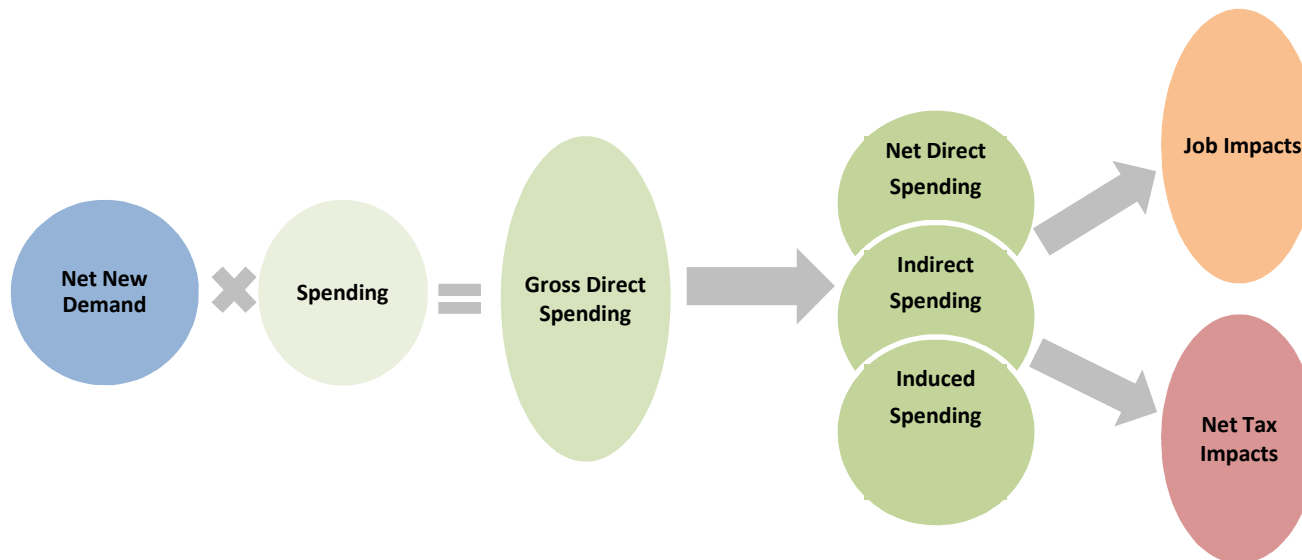 Net New
Demand
Spending
Gross Direct
Spending
Net Direct
Spending
Indirect
Spending
Induced
Spending
Job Impacts
Net Tax
Impacts